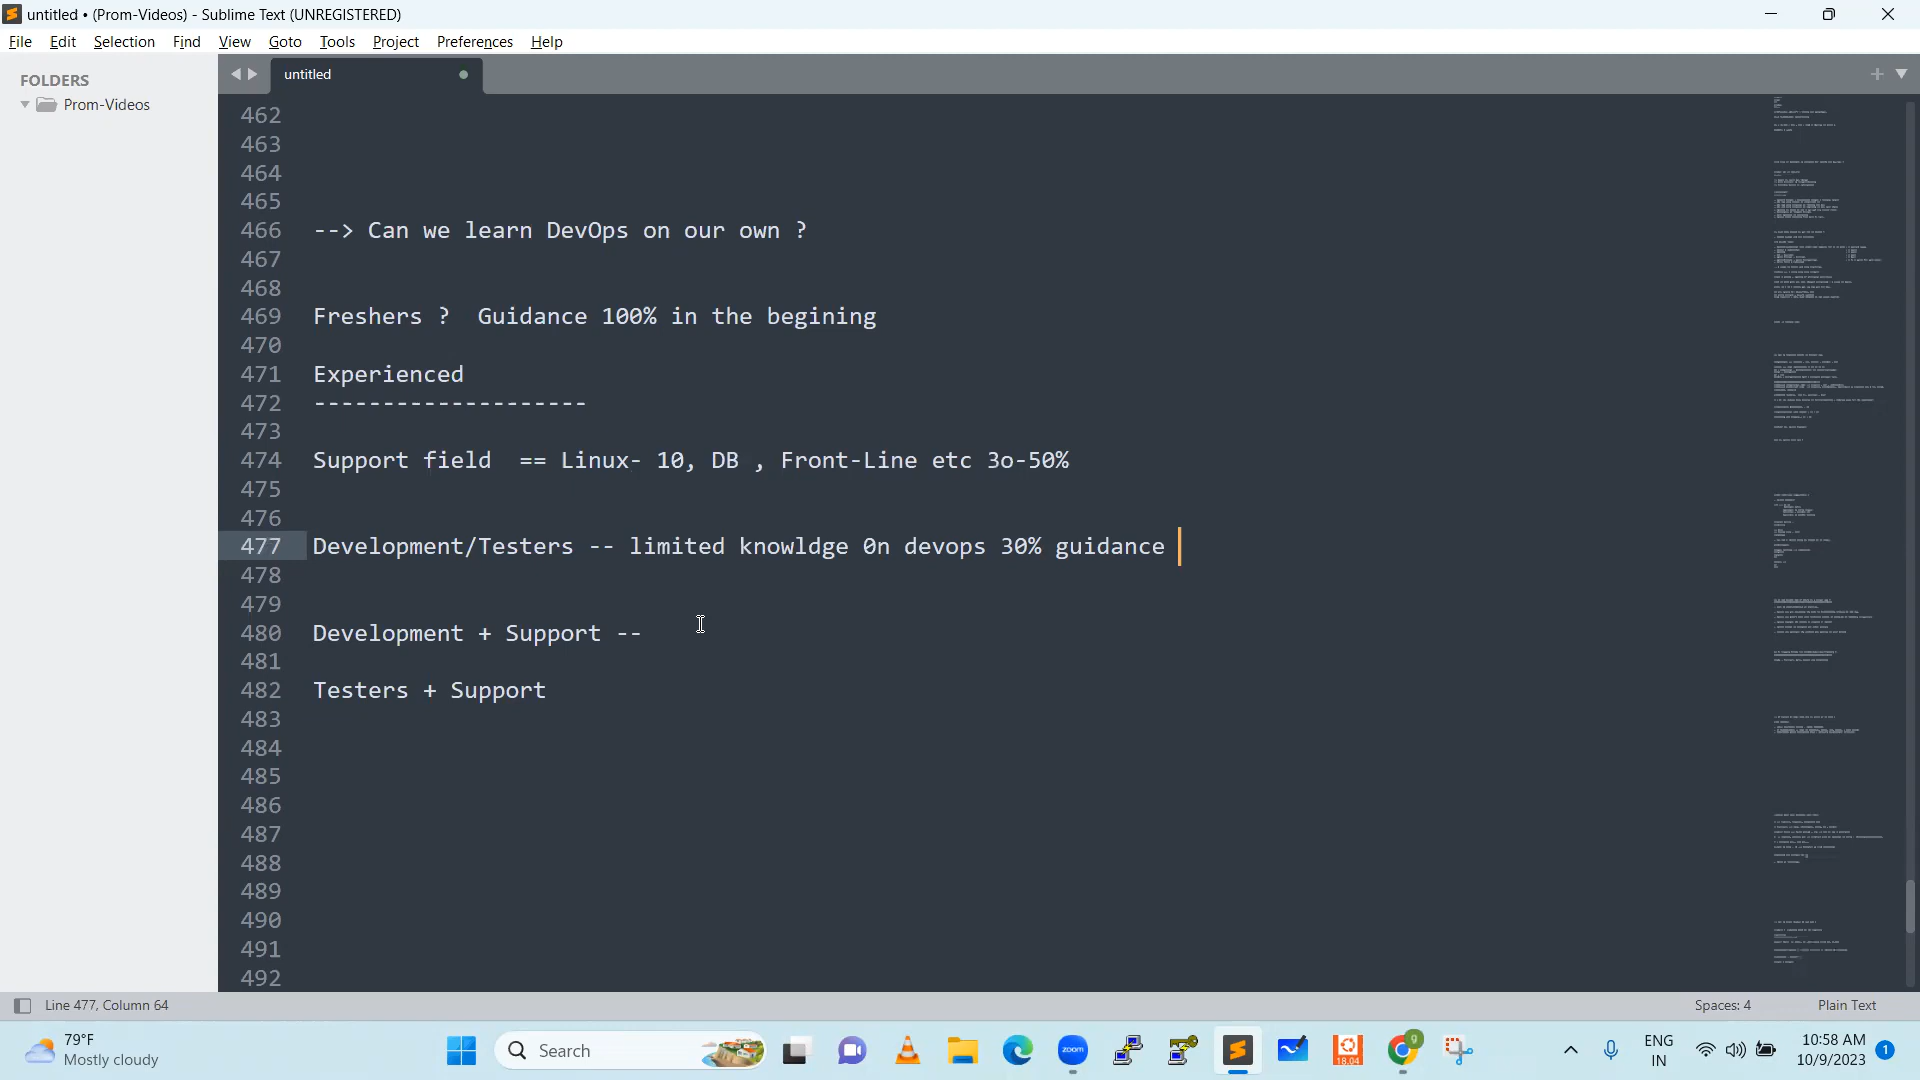 untitled • (Prom-Videos) - Sublime Text (UNREGISTERED)
File Edit Selection Find View Goto Tools Project Preferences Help
FOLDERS
Prom-Videos
untitled
462
463
464
465
466 --> Can we learn DevOps on our own ?
467
468
469 Freshers ?  Guidance 100% in the begining
470
471 Experienced
472 --------------------
473
474 Support field  == Linux- 10, DB , Front-Line etc 3o-50%
475
476
477 Development/Testers -- limited knowldge 0n devops 30% guidance
478
479
480 Development + Support --
481
482 Testers + Support
483
484
485
486
487
488
489
490
491
492
Line 477, Column 64
Spaces: 4
Plain Text
79°F
Mostly cloudy
Search
zoom
18.04
9
ENG
IN
10:58 AM
10/9/2023
1